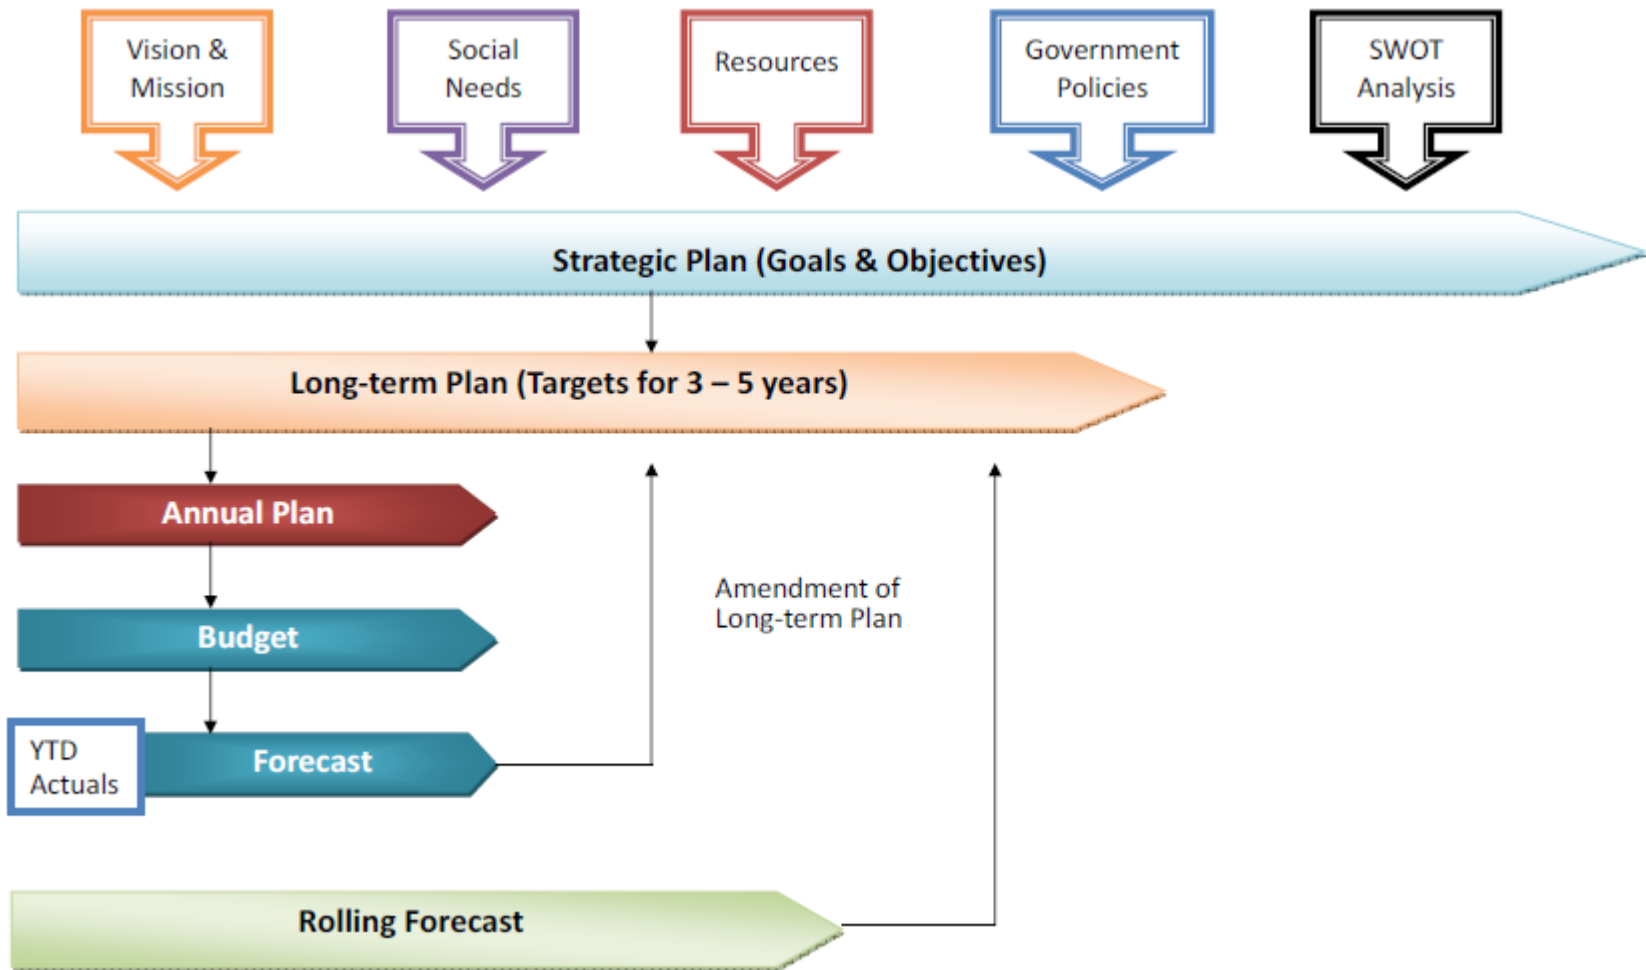 Vision &
Mission
Social
Needs
Resources
Government
Policies
SWOT
Analysis
Strategic Plan (Goals & Objectives)
Long-term Plan (Targets for 3 – 5 years)
Annual Plan
Amendment of
Long-term Plan
Budget
YTD
Actuals
Forecast
Rolling Forecast